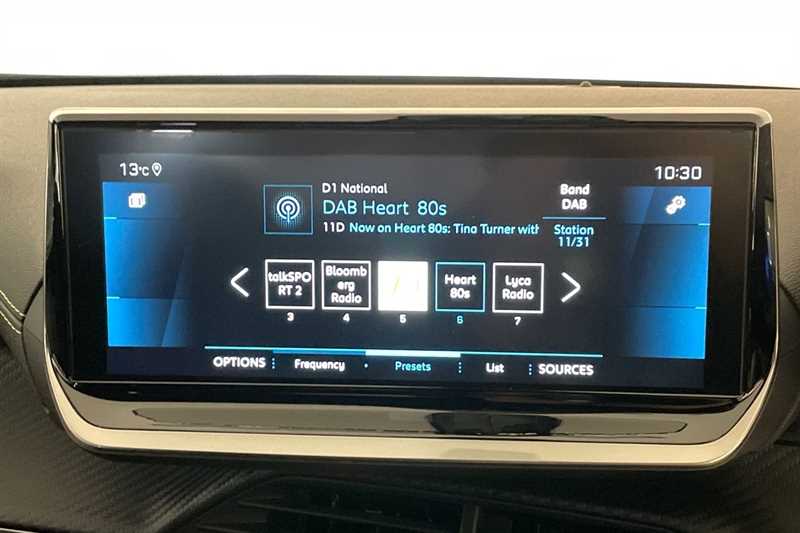 13°C
10:30
D1 National
DAB Heart 80s
11D Now on Heart 80s: Tina Turner with
Band
DAB
Station
11/31
talkSPO
RT 2
Bloomb
erg
Radio
Heart
80s
Lyca
Radio
3
4
5
6
7
OPTIONS
Frequency
Presets
List
SOURCES